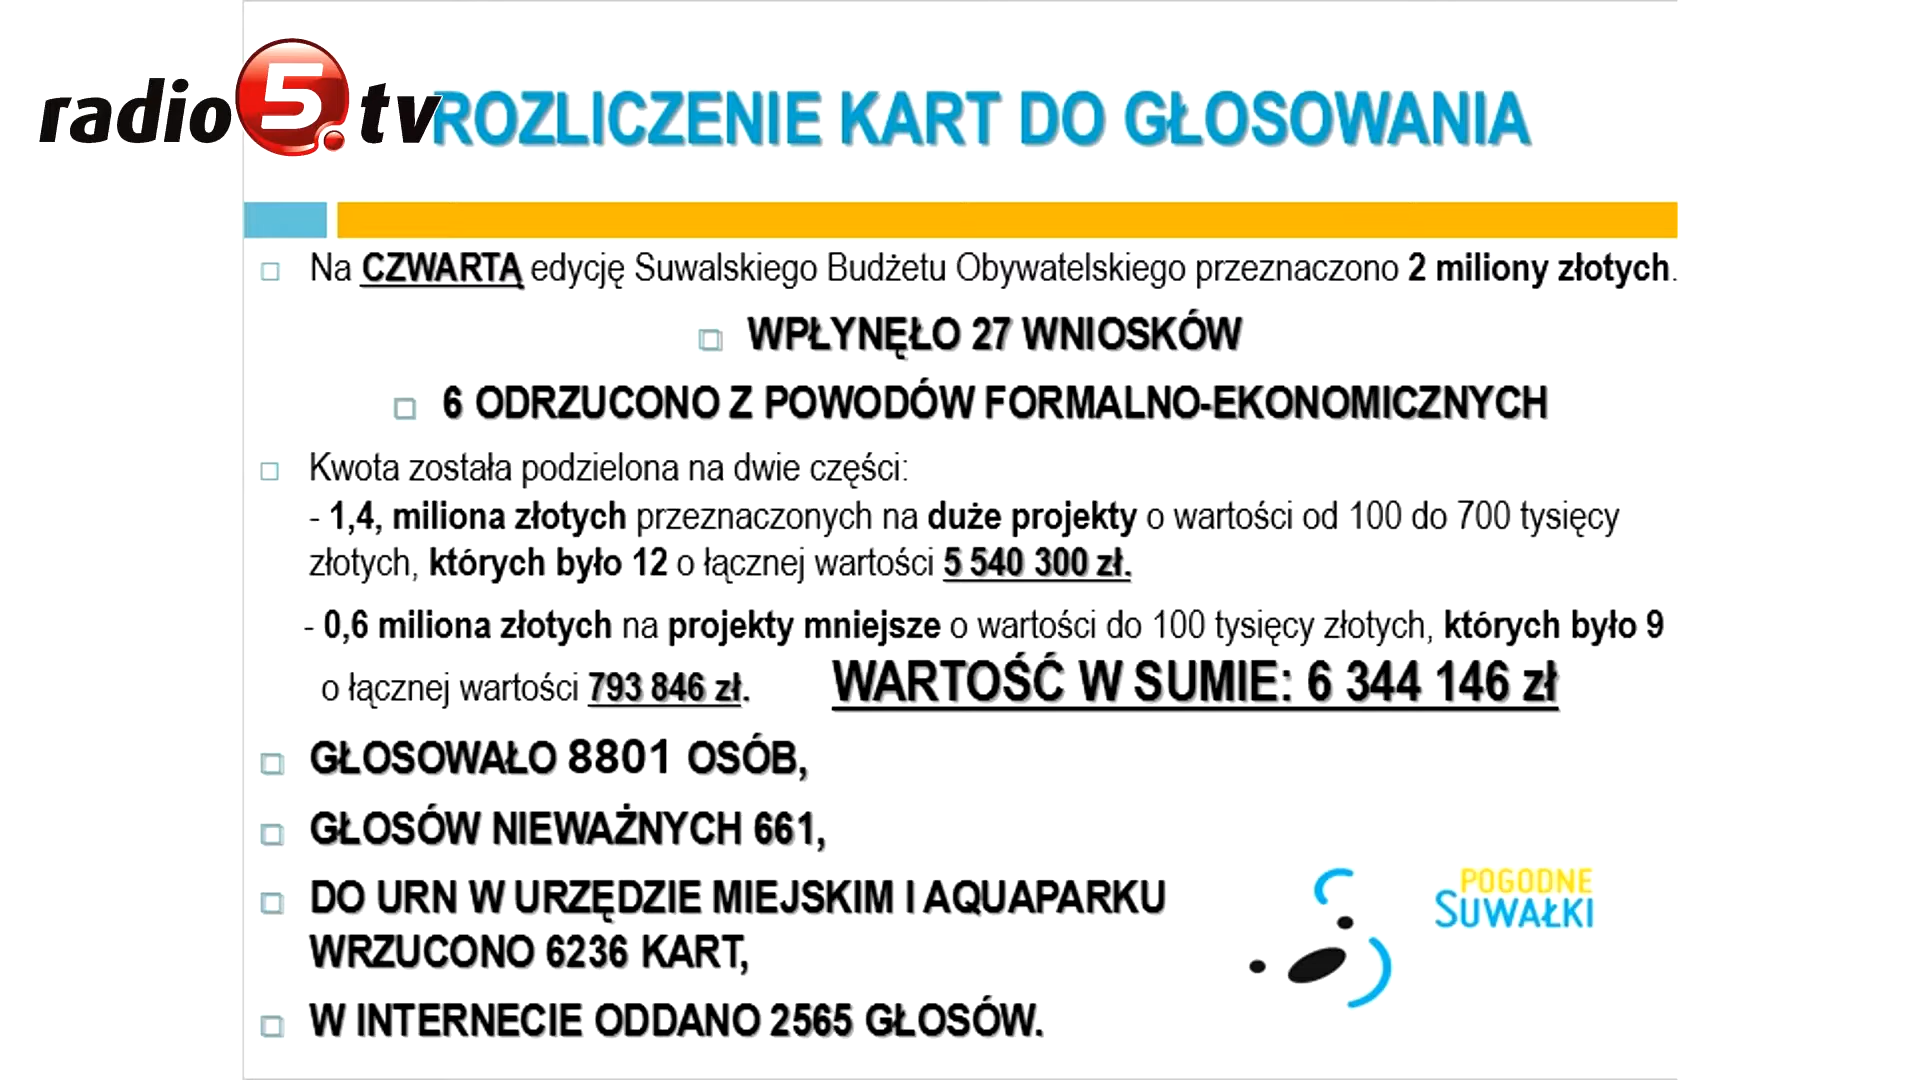 radio 5.tv
ROZLICZENIE KART DO GŁOSOWANIA
Na CZWARTĄ edycję Suwalskiego Budżetu Obywatelskiego przeznaczono 2 miliony złotych.
WPŁYNĘŁO 27 WNIOSKÓW
6 ODRZUCONO Z POWODÓW FORMALNO-EKONOMICZNYCH
Kwota została podzielona na dwie części:
- 1,4, miliona złotych przeznaczonych na duże projekty o wartości od 100 do 700 tysięcy
złotych, których było 12 o łącznej wartości 5 540 300 zł.
- 0,6 miliona złotych na projekty mniejsze o wartości do 100 tysięcy złotych, których było 9
o łącznej wartości 793 846 zł. WARTOŚĆ W SUMIE: 6 344 146 zł
GŁOSOWAŁO 8801 OSÓB,
GŁOSÓW NIEWAŻNYCH 661,
DO URN W URZĘDZIE MIEJSKIM I AQUAPARKU
WRZUCONO 6236 KART,
W INTERNECIE ODDANO 2565 GŁOSÓW.
POGODNE
SUWAŁKI